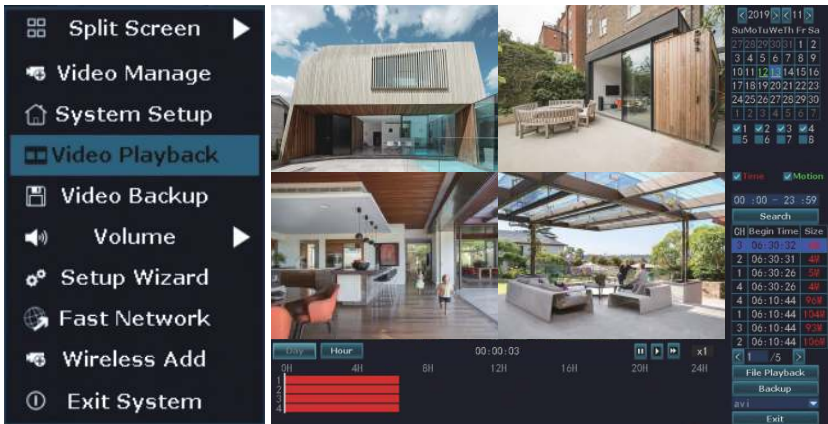 Split Screen
Video Manage
System Setup
Video Playback
Video Backup
Volume
Setup Wizard
Fast Network
Wireless Add
Exit System
Day Hour 00:00:03 x1
0H 4H 8H 12H 16H 20H 24H
1
2
3
4
2019 11
Su Mo Tu We Th Fr Sa
27 28 29 30 31 1 2
3 4 5 6 7 8 9
10 11 12 13 14 15 16
17 18 19 20 21 22 23
24 25 26 27 28 29 30
1 2 3 4 5 6 7
1 2 3 4
5 6 7 8
Time Motion
00 :00 - 23 :59
Search
CH Begin Time Size
3 06:30:32
2 06:30:31 4M
1 06:30:26 5M
4 06:30:26 4M
4 06:10:44 96M
1 06:10:44 104M
3 06:10:44 93M
2 06:10:44 106M
< 1 /5 >
File Playback
Backup
avi
Exit